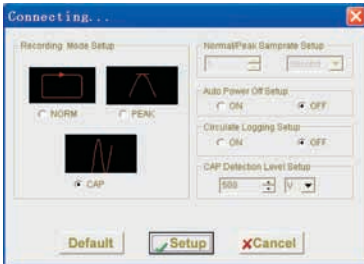 Connecting...
Recording Mode Setup
NORM
PEAK
CAP
Normal/Peak Samprate Setup
Auto Power Off Setup
ON OFF
Circulate Logging Setup
ON OFF
CAP Detection Level Setup
500 V
Default
Setup
Cancel